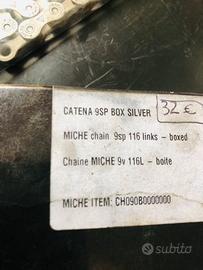 CATENA 9SP BOX SILVER
32 €
MICHE chain 9sp 116 links - boxed
Chaine MICHE 9v 116L - boite
MICHE ITEM: CH090B0000000
subito